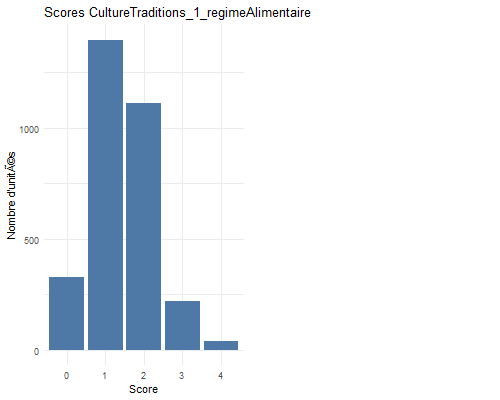 Scores CultureTraditions_1_regimeAlimentaire
Nombre d'unitÃ©s
1000
500
0
0 1 2 3 4
Score